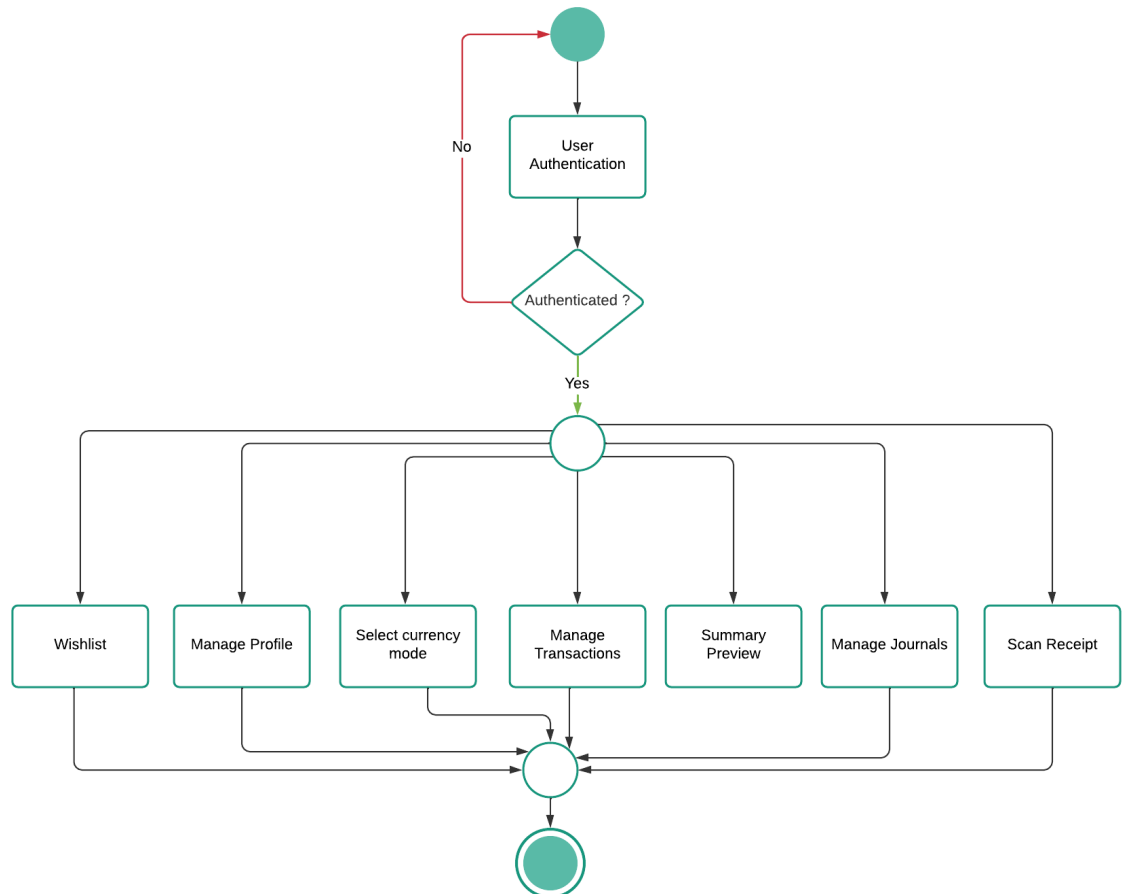 No
User
Authentication
Authenticated ?
Yes
Wishlist
Manage Profile
Select currency
mode
Manage
Transactions
Summary
Preview
Manage Journals
Scan Receipt